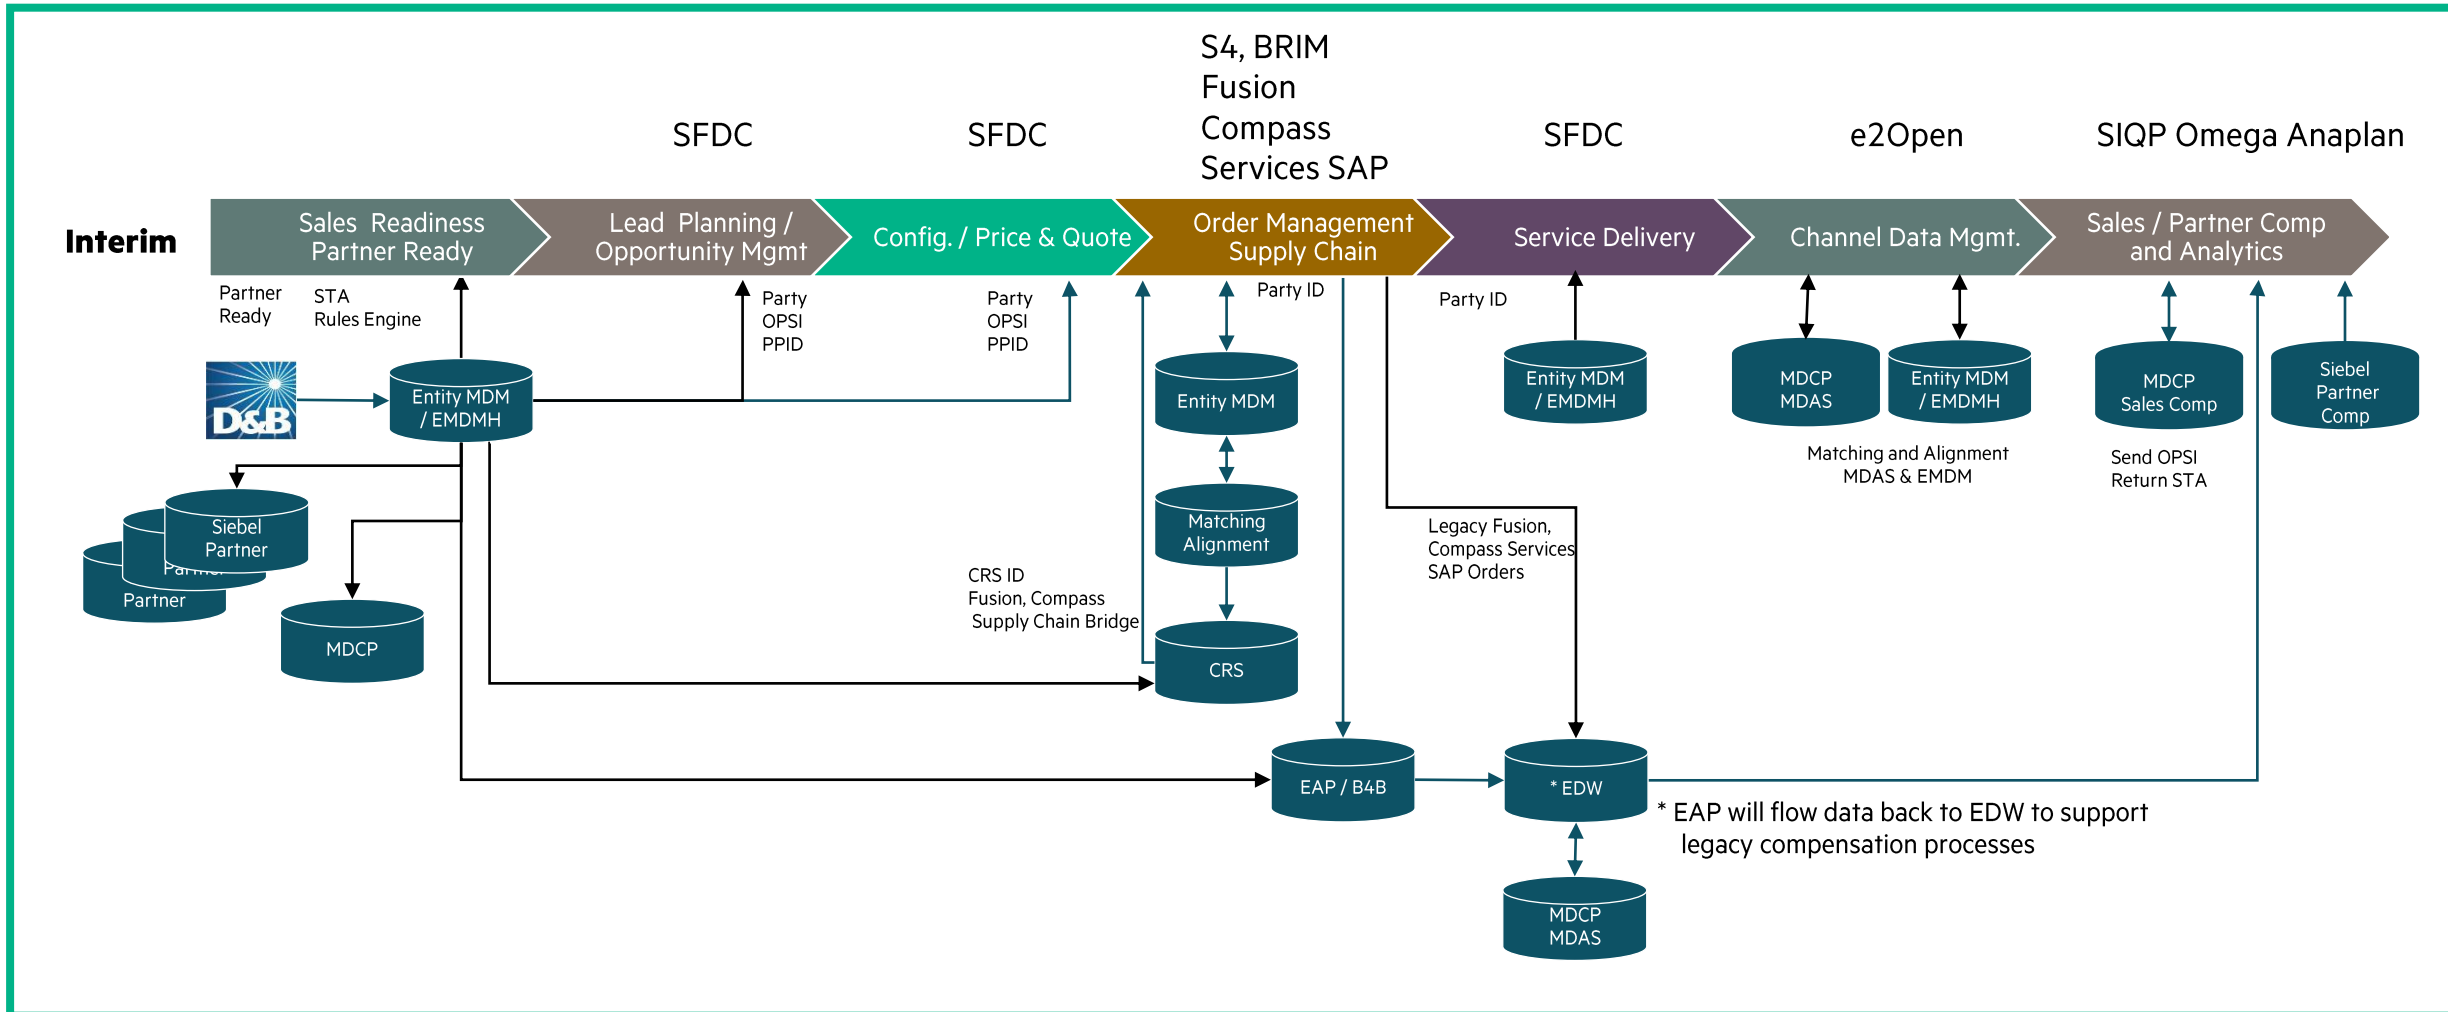 S4, BRIM
Fusion
Compass
Services SAP
SFDC
SFDC
SFDC
e2Open
SIQP Omega Anaplan
Interim
Sales Readiness
Partner Ready
Lead Planning /
Opportunity Mgmt
Config. / Price & Quote
Order Management
Supply Chain
Service Delivery
Channel Data Mgmt.
Sales / Partner Comp
and Analytics
Partner
Ready
STA
Rules Engine
Party
OPSI
PPID
Party
OPSI
PPID
Party ID
Party ID
D&B
Entity MDM
/ EMDMH
Entity MDM
Entity MDM
/ EMDMH
MDCP
MDAS
Entity MDM
/ EMDMH
MDCP
Sales Comp
Siebel
Partner
Comp
Matching and Alignment
MDAS & EMDM
Send OPSI
Return STA
Siebel
Partner
Partner
Partner
MDCP
Matching
Alignment
Legacy Fusion,
Compass Services
SAP Orders
CRS ID
Fusion, Compass
Supply Chain Bridge
CRS
EAP / B4B
* EDW
* EAP will flow data back to EDW to support
legacy compensation processes
MDCP
MDAS